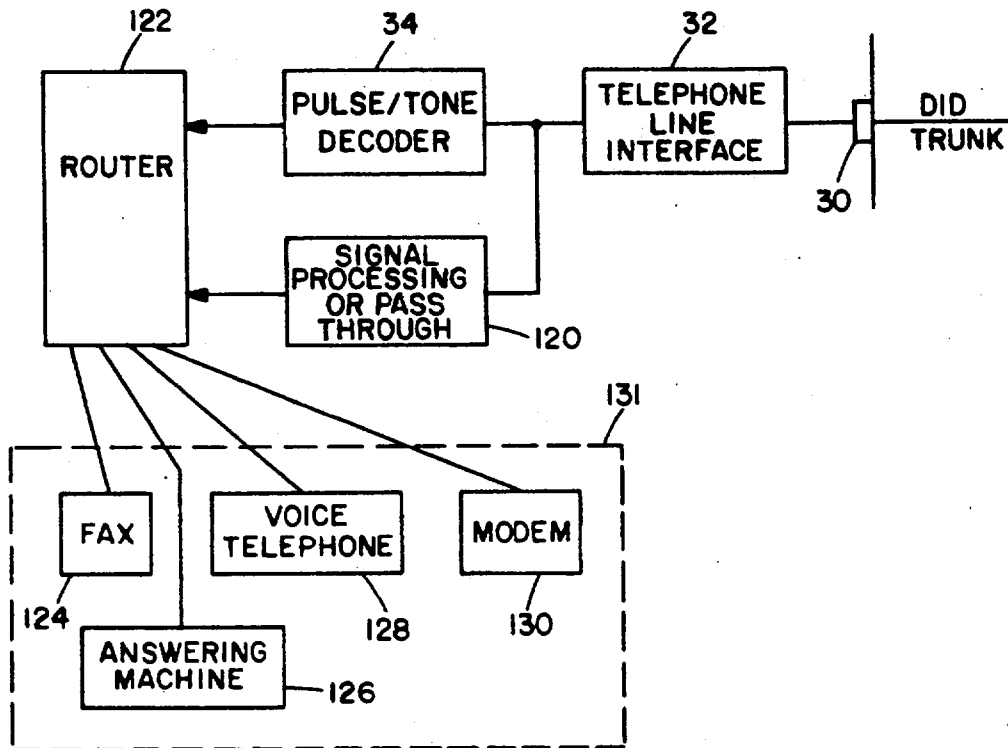 122
34
32
ROUTER
PULSE/TONE
DECODER
TELEPHONE
LINE
INTERFACE
DID
TRUNK
30
SIGNAL
PROCESSING
OR PASS
THROUGH
120
131
FAX
124
VOICE
TELEPHONE
128
MODEM
130
ANSWERING
MACHINE
126